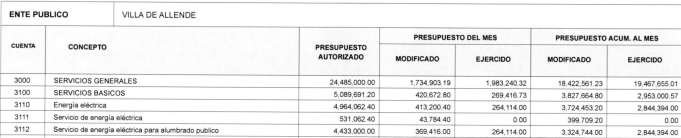 ENTE PUBLICO VILLA DE ALLENDE
PRESUPUESTO DEL MES PRESUPUESTO ACUM. AL MES
CUENTA CONCEPTO PRESUPUESTO AUTORIZADO MODIFICADO EJERCIDO MODIFICADO EJERCIDO
3000 SERVICIOS GENERALES 24,485,000.00 1,734,903.19 1,983,240.32 18,422,561.23 19,467,655.01
3100 SERVICIOS BASICOS 5,089,691.20 420,672.80 269,416.73 3,827,664.80 2,953,000.57
3110 Energía eléctrica 4,964,062.40 413,200.40 264,114.00 3,724,453.20 2,844,394.00
3111 Servicio de energía eléctrica 531,062.40 43,784.40 0.00 399,709.20 0.00
3112 Servicio de energía eléctrica para alumbrado publico 4,433,000.00 369,416.00 264,114.00 3,324,744.00 2,844,394.00